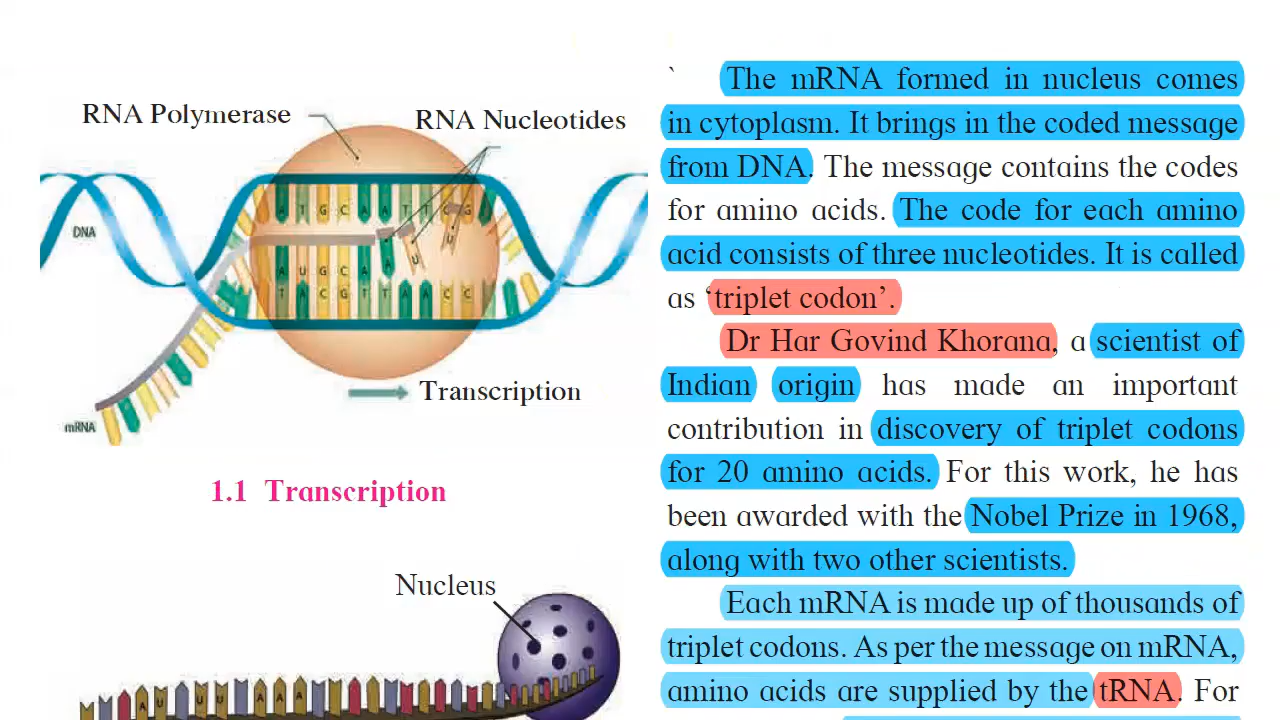 RNA Polymerase
RNA Nucleotides
DNA
A T G C A A T T C G T
U
A U G C A A U
T A C G T T A A C C
Transcription
mRNA
1.1 Transcription
Nucleus
A U U U A A A
` The mRNA formed in nucleus comes
in cytoplasm. It brings in the coded message
from DNA. The message contains the codes
for amino acids. The code for each amino
acid consists of three nucleotides. It is called
as ‘triplet codon’.
Dr Har Govind Khorana, a scientist of
Indian origin has made an important
contribution in discovery of triplet codons
for 20 amino acids. For this work, he has
been awarded with the Nobel Prize in 1968,
along with two other scientists.
Each mRNA is made up of thousands of
triplet codons. As per the message on mRNA,
amino acids are supplied by the tRNA. For